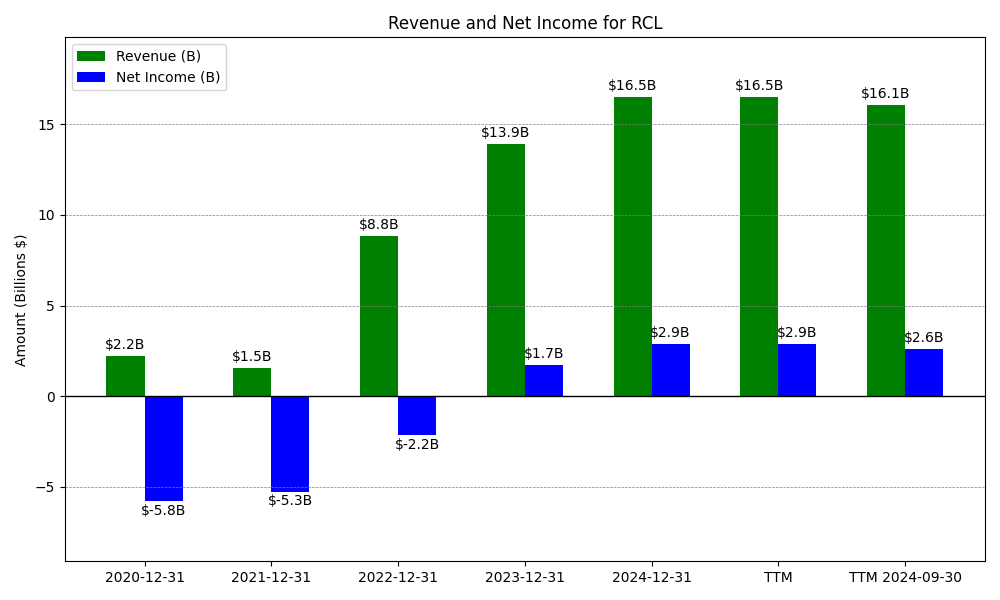 Revenue and Net Income for RCL
Revenue (B)
Net Income (B)
Amount (Billions $)
15
10
5
0
−5
$2.2B
$-5.8B
$1.5B
$-5.3B
$8.8B
$-2.2B
$13.9B
$1.7B
$16.5B
$2.9B
$16.5B
$2.9B
$16.1B
$2.6B
2020-12-31
2021-12-31
2022-12-31
2023-12-31
2024-12-31
TTM
TTM 2024-09-30